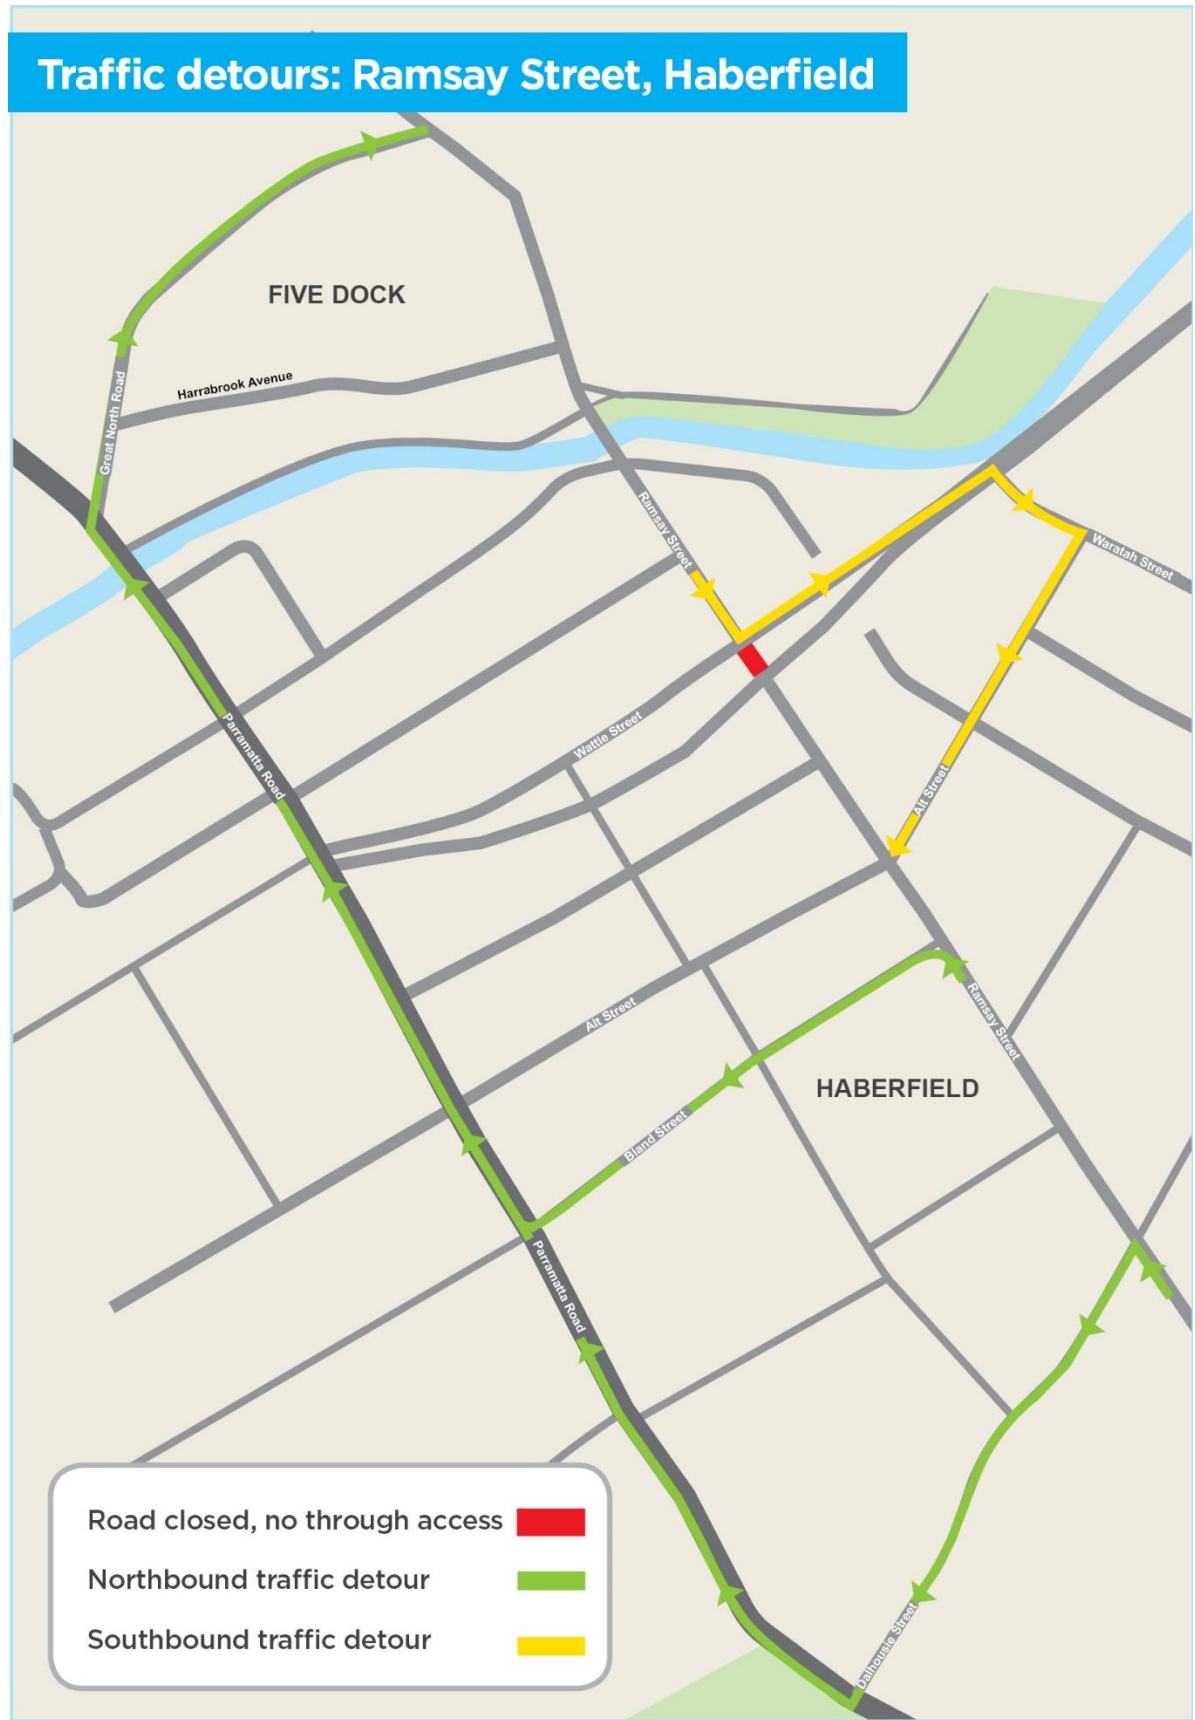 Traffic detours: Ramsay Street, Haberfield
FIVE DOCK
Harrabrook Avenue
Great North Road
Ramsay Street
Waratah Street
Parramatta Road
Wattle Street
Alt Street
Alt Street
Ramsay Street
HABERFIELD
Bland Street
Parramatta Road
Dalhousie Street
Road closed, no through access
Northbound traffic detour
Southbound traffic detour